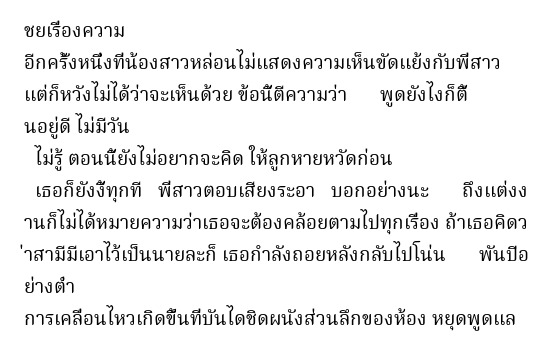 ชยเรื่องความ
อีกครั้งหนึ่งที่น้องสาวหล่อนไม่แสดงความเห็นขัดแย้งกับพี่สาว
แต่ก็หวังไม่ได้ว่าจะเห็นด้วย ข้อนี้ตีความว่า พูดยังไงก็ตื้
นอยู่ดี ไม่มีวัน
ไม่รู้ ตอนนี้ยังไม่อยากจะคิด ให้ลูกหายหวัดก่อน
เธอก็ยังงี้ทุกที พี่สาวตอบเสียงระอา บอกอย่างนะ ถึงแต่งง
านก็ไม่ได้หมายความว่าเธอจะต้องคล้อยตามไปทุกเรื่อง ถ้าเธอคิดว
่าสามีมีเอาไว้เป็นนายละก็ เธอกำลังถอยหลังกลับไปโน่น พันปีอ
ย่างต่ำ
การเคลื่อนไหวเกิดขึ้นที่บันไดชิดผนังส่วนลึกของห้อง หยุดพูดแล